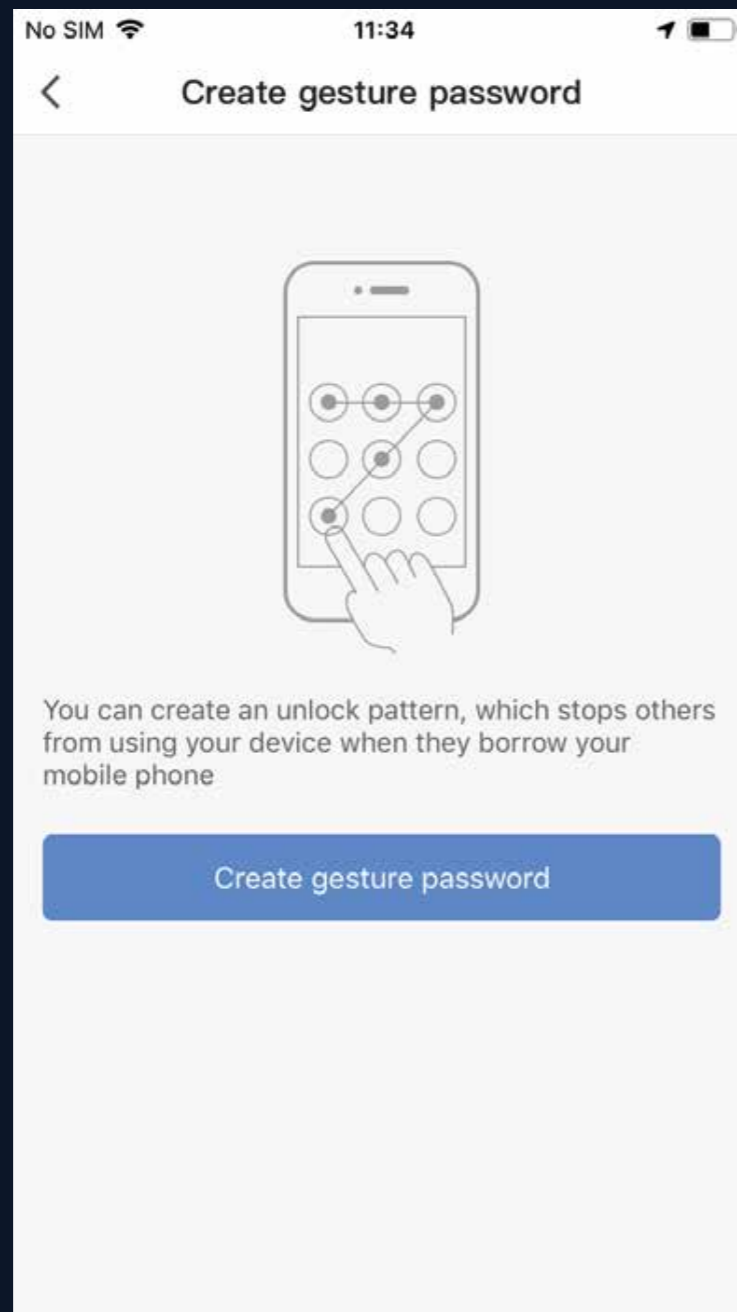 No SIM 11:34
Create gesture password
You can create an unlock pattern, which stops others
from using your device when they borrow your
mobile phone
Create gesture password